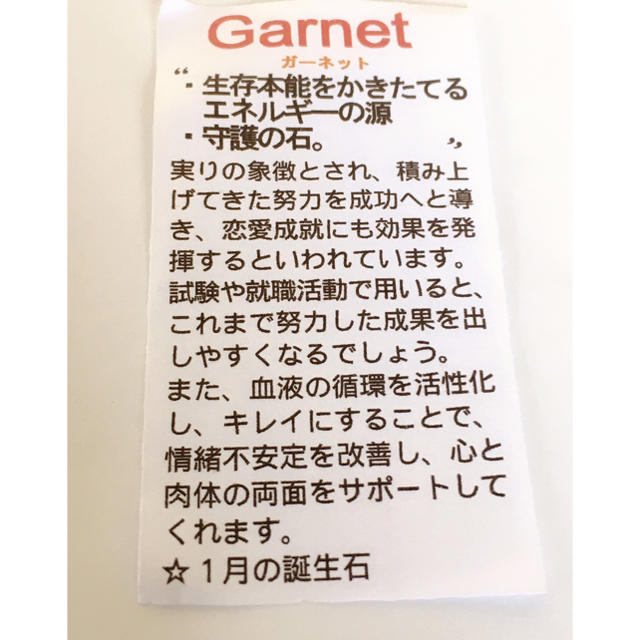 Garnet
ガーネット
“・生存本能をかきたてる
エネルギーの源
・守護の石。 ”
実りの象徴とされ、積み上
げてきた努力を成功へと導
き、恋愛成就にも効果を発
揮するといわれています。
試験や就職活動で用いると、
これまで努力した成果を出
しやすくなるでしょう。
また、血液の循環を活性化
し、キレイにすることで、
情緒不安定を改善し、心と
肉体の両面をサポートして
くれます。
☆１月の誕生石